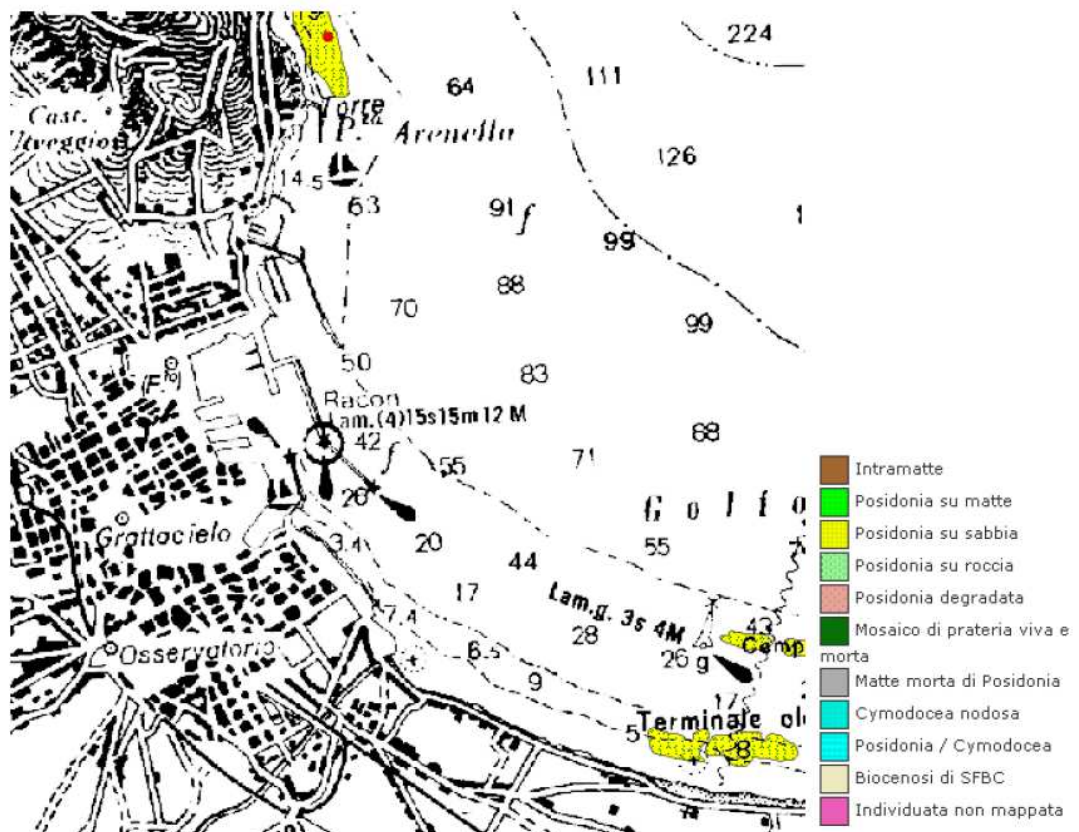 224
111
64
Torre
Cast.
P.ta Arenella
126
14.5
63
91 f
99
88
70
99
50
83
Racon
Lam.(4)15s15m 12 M
42 f
68
55
71
28
Grattacielo
3.4
20
Golfo
55
44
17
7.4
Lam.g. 3s 4M
43
28
Osservatorio
6.5
26 g
9
17
5
Terminale
8
Intramatte
Posidonia su matte
Posidonia su sabbia
Posidonia su roccia
Posidonia degradata
Mosaico di prateria viva e
morta
Matte morta di Posidonia
Cymodocea nodosa
Posidonia / Cymodocea
Biocenosi di SFBC
Individuata non mappata